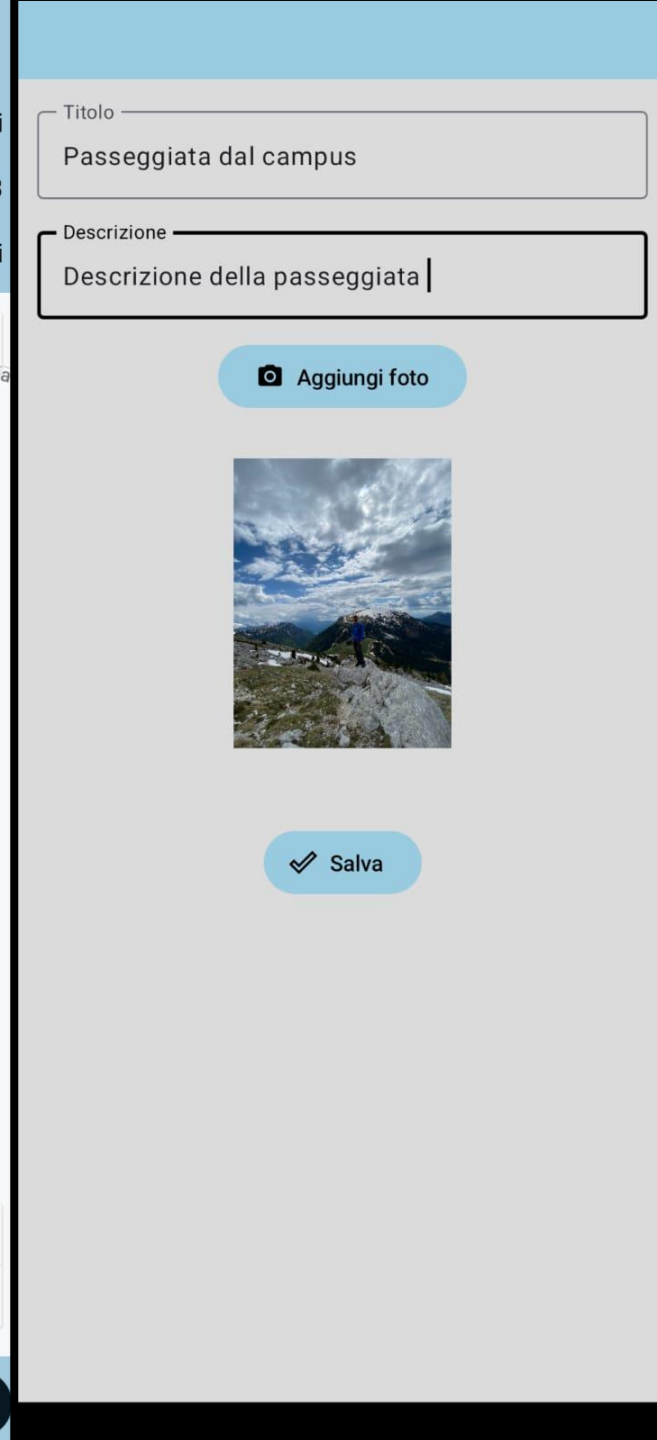 Titolo
Passeggiata dal campus
Descrizione
Descrizione della passeggiata
Aggiungi foto
Salva